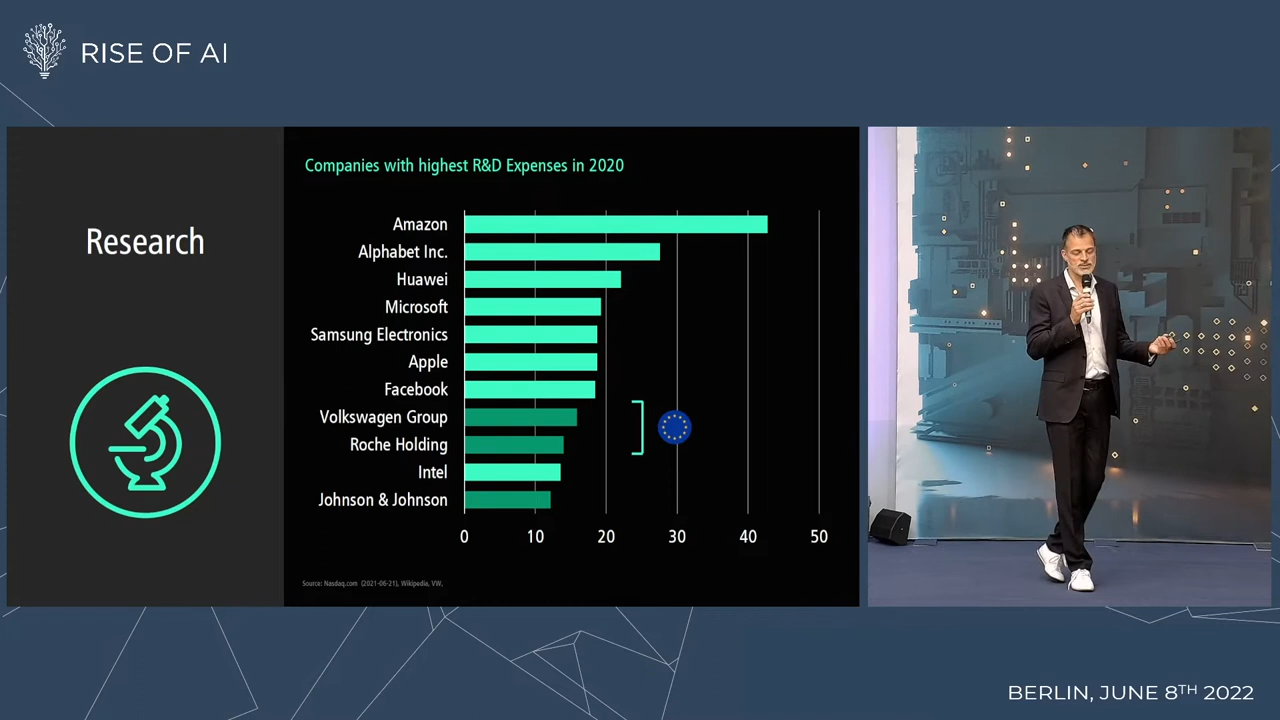 RISE OF AI
Research
Companies with highest R&D Expenses in 2020
Amazon
Alphabet Inc.
Huawei
Microsoft
Samsung Electronics
Apple
Facebook
Volkswagen Group
Roche Holding
Intel
Johnson & Johnson
0 10 20 30 40 50
Source: Nasdaq.com (2021-06-21), Wikipedia, VW,
BERLIN, JUNE 8TH 2022